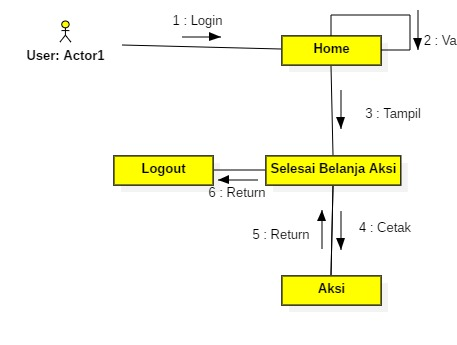 1 : Login
User: Actor1
Home
2 : Va
3 : Tampil
Logout
Selesai Belanja Aksi
6 : Return
5 : Return
4 : Cetak
Aksi